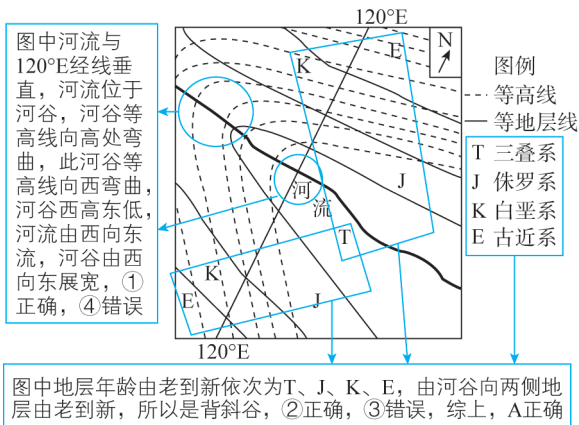 图中河流与
120°E经线垂
直，河流位于
河谷，河谷等
高线向高处弯
曲，此河谷等
高线向西弯曲，
河谷西高东低，
河流由西向东
流，河谷由西
向东展宽，①
正确，④错误
120°E
N
K
E
J
河
流
T
K
E
J
120°E
图例
等高线
等地层线
T 三叠系
J 侏罗系
K 白垩系
E 古近系
图中地层年龄由老到新依次为T、J、K、E，由河谷向两侧地
层由老到新，所以是背斜谷，②正确，③错误，综上，A正确